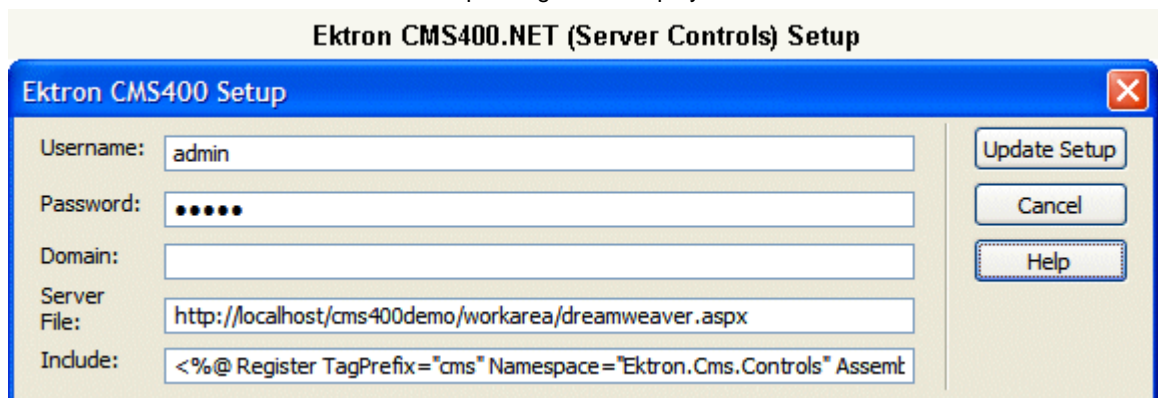 Ektron CMS400.NET (Server Controls) Setup
Ektron CMS400 Setup
Username: admin Update Setup
Password: ••••• Cancel
Domain: Help
Server
File: http://localhost/cms400demo/workarea/dreamweaver.aspx
Include: <%@ Register TagPrefix="cms" Namespace="Ektron.Cms.Controls" Assemb